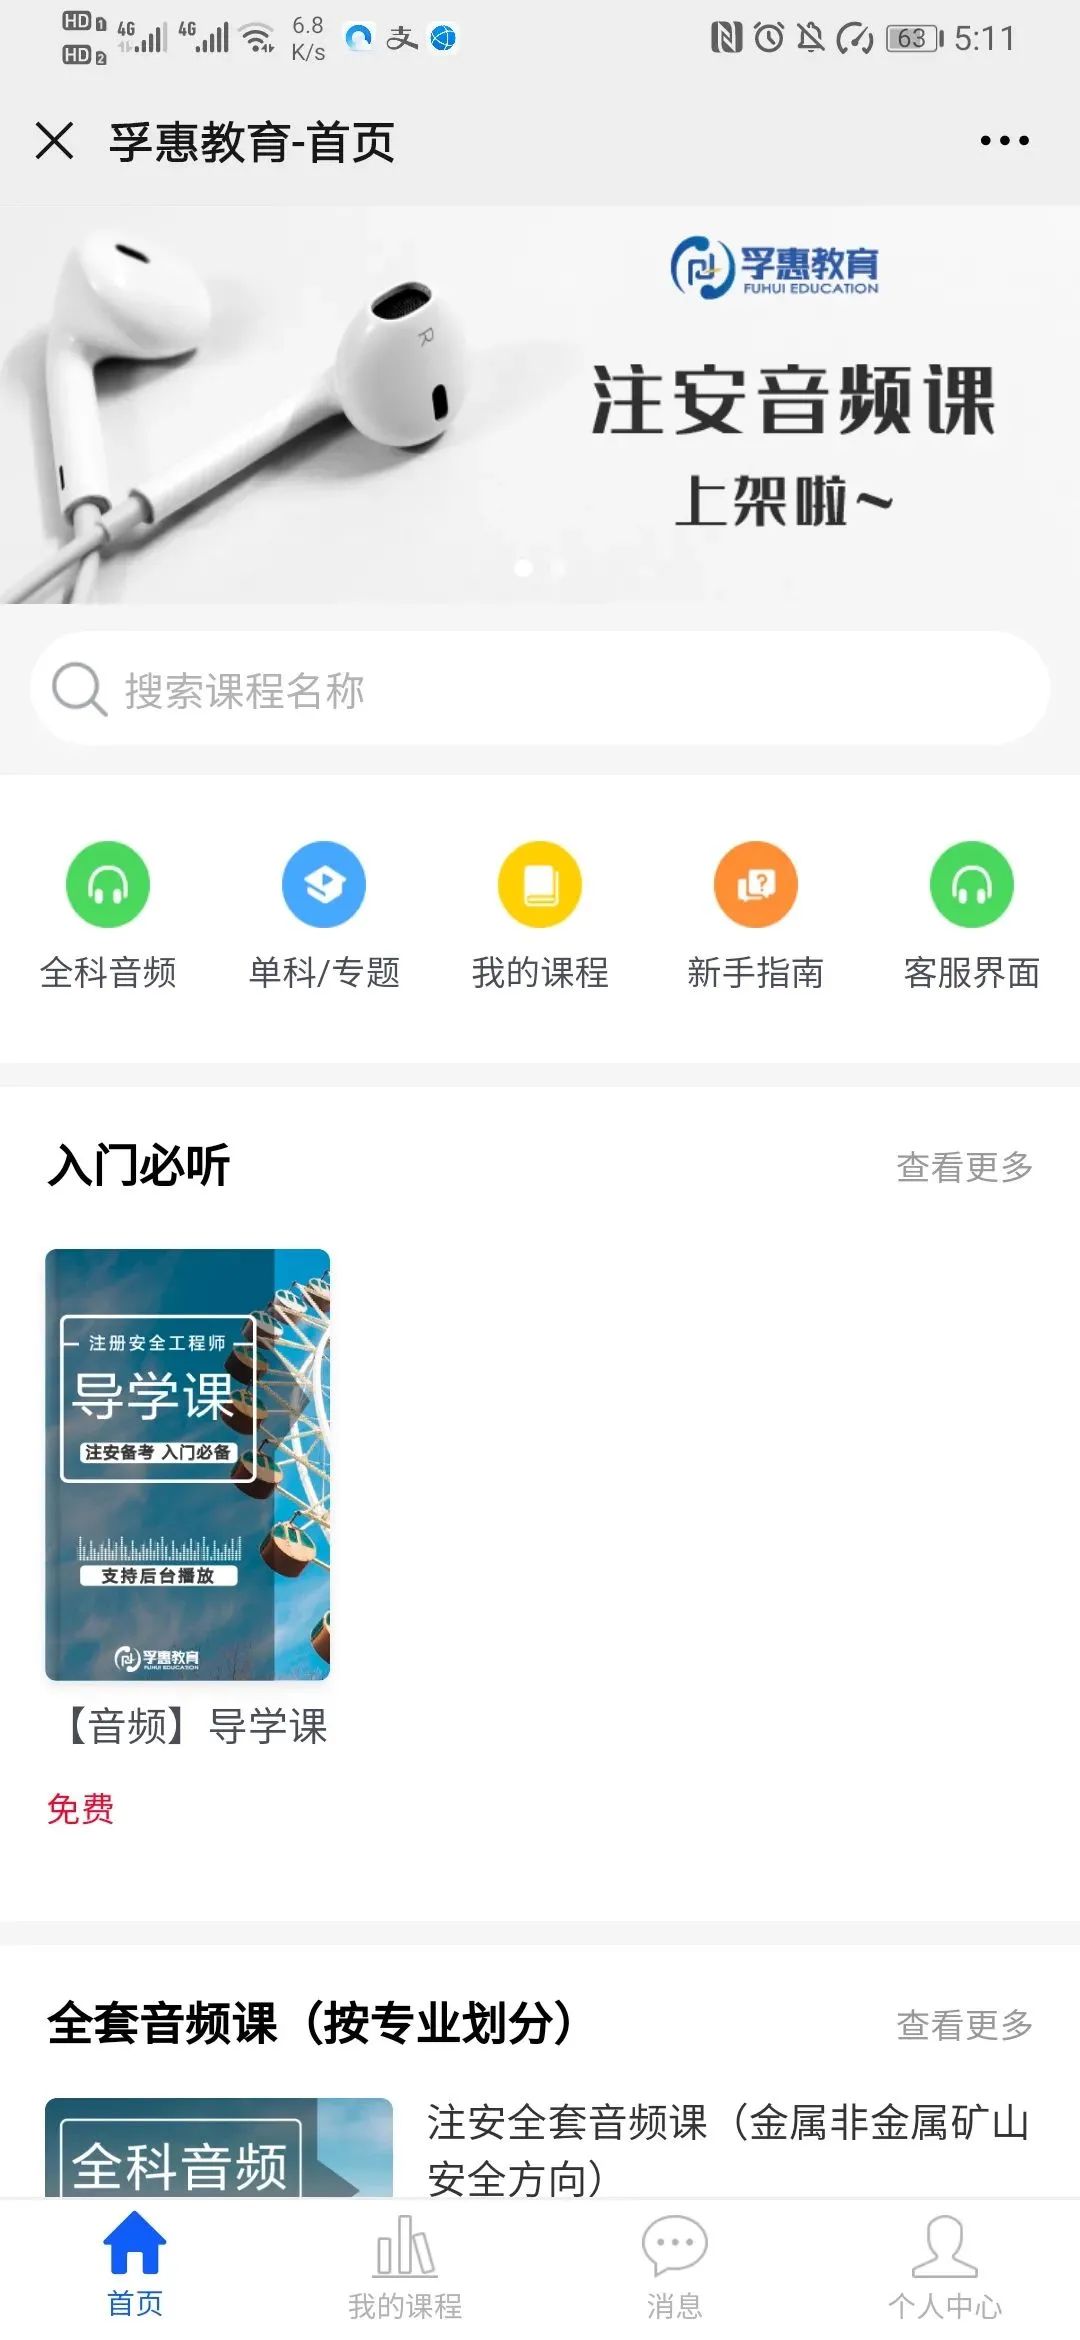 HD 1 4G 4G 6.8 K/s 支 63 5:11
HD 2
孚惠教育-首页
孚惠教育
FUHUI EDUCATION
R
注安音频课
上架啦~
搜索课程名称
全科音频 单科/专题 我的课程 新手指南 客服界面
入门必听 查看更多
注册安全工程师
导学课
注安备考 入门必备
支持后台播放
孚惠教育
FUHUI EDUCATION
【音频】导学课
免费
全套音频课（按专业划分） 查看更多
全科音频
注安全套音频课（金属非金属矿山
安全方向）
首页 我的课程 消息 个人中心